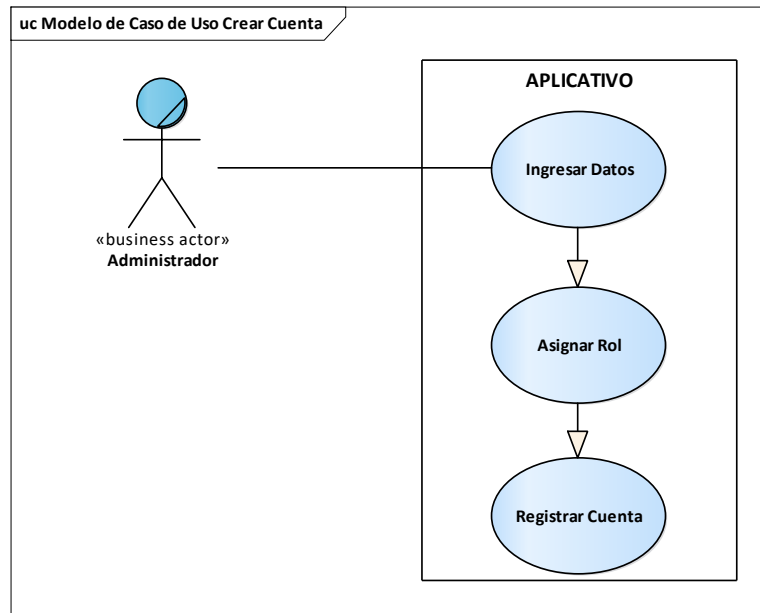 uc Modelo de Caso de Uso Crear Cuenta
APLICATIVO
Ingresar Datos
«business actor»
Administrador
Asignar Rol
Registrar Cuenta